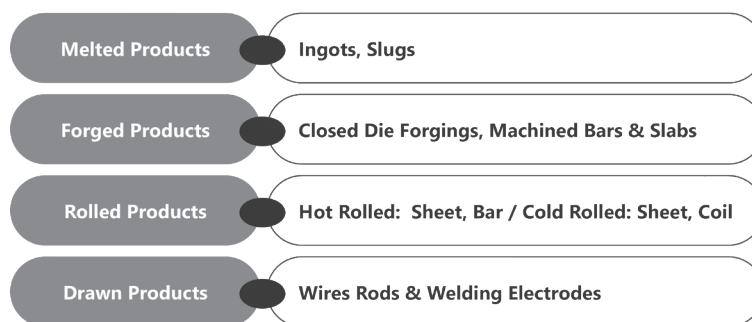 Melted Products
Ingots, Slugs
Forged Products
Closed Die Forgings, Machined Bars & Slabs
Rolled Products
Hot Rolled:  Sheet, Bar / Cold Rolled: Sheet, Coil
Drawn Products
Wires Rods & Welding Electrodes